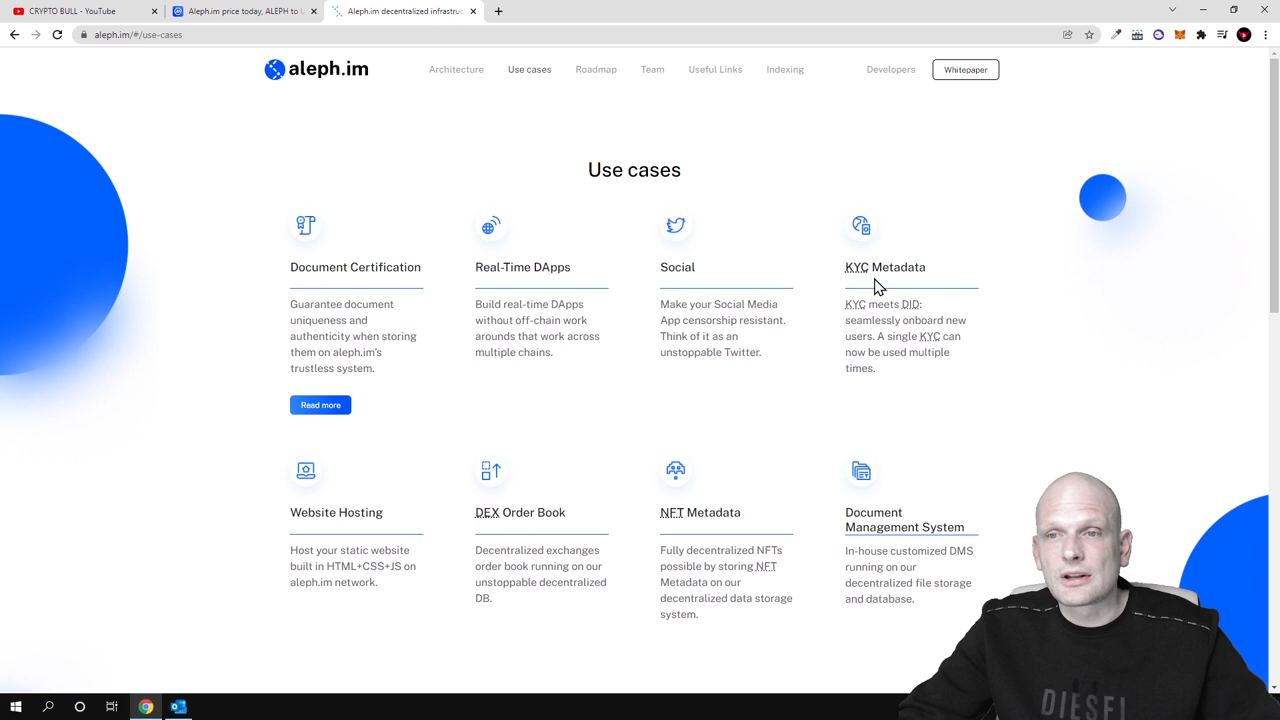 CRYPTO BULL - YouTube
Aleph.im price today, ALEPH to U
Aleph.im decentralized infrastruc
aleph.im/#/use-cases
aleph.im
Architecture
Use cases
Roadmap
Team
Useful Links
Indexing
Developers
Whitepaper
Use cases
Document Certification
Guarantee document
uniqueness and
authenticity when storing
them on aleph.im's
trustless system.
Read more
Real-Time DApps
Build real-time DApps
without off-chain work
arounds that work across
multiple chains.
Social
Make your Social Media
App censorship resistant.
Think of it as an
unstoppable Twitter.
KYC Metadata
KYC meets DID:
seamlessly onboard new
users. A single KYC can
now be used multiple
times.
Website Hosting
Host your static website
built in HTML+CSS+JS on
aleph.im network.
DEX Order Book
Decentralized exchanges
order book running on our
unstoppable decentralized
DB.
NFT Metadata
Fully decentralized NFTs
possible by storing NFT
Metadata on our
decentralized data storage
system.
Document
Management System
In-house customized DMS
running on our
decentralized file storage
and database.
DIESEL